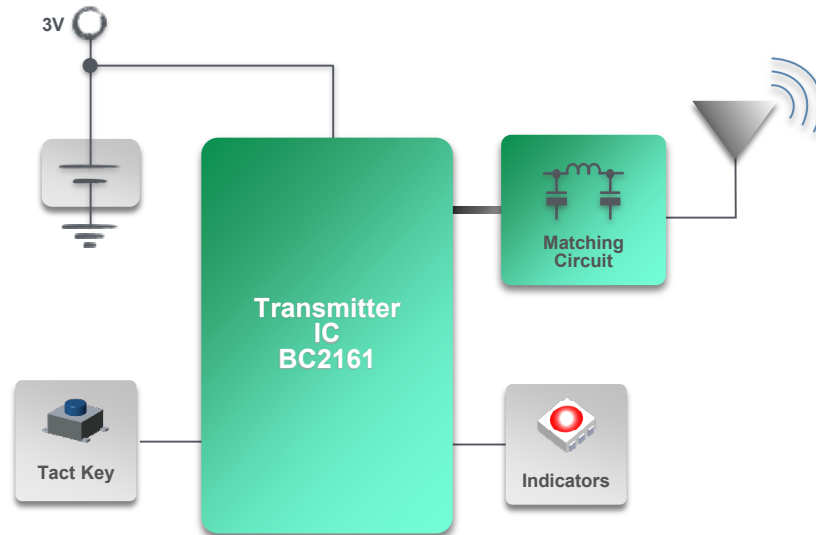 3V
Transmitter
IC
BC2161
Matching
Circuit
Tact Key
Indicators